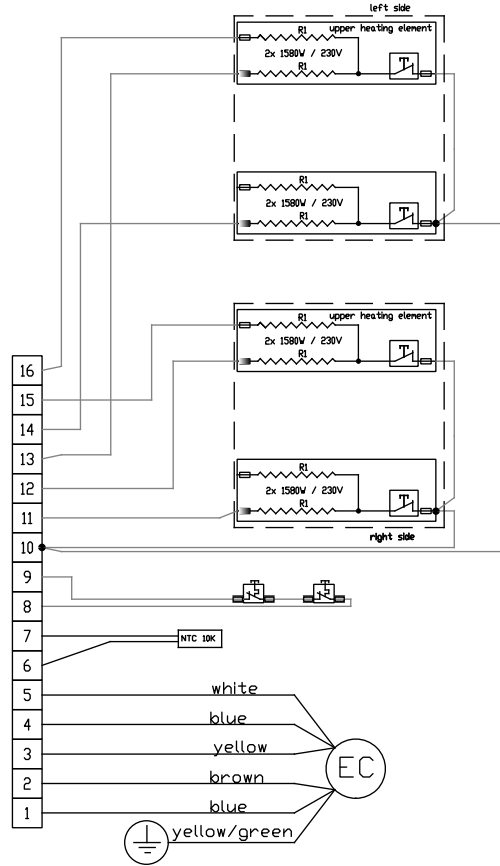 left side
upper heating element
R1
2x 1580W / 230V
R1
R1
2x 1580W / 230V
R1
upper heating element
R1
2x 1580W / 230V
R1
R1
2x 1580W / 230V
R1
right side
16
15
14
13
12
11
10
9
8
7
NTC 10K
6
5 white
4 blue
3 yellow
EC
2 brown
1 blue
yellow/green